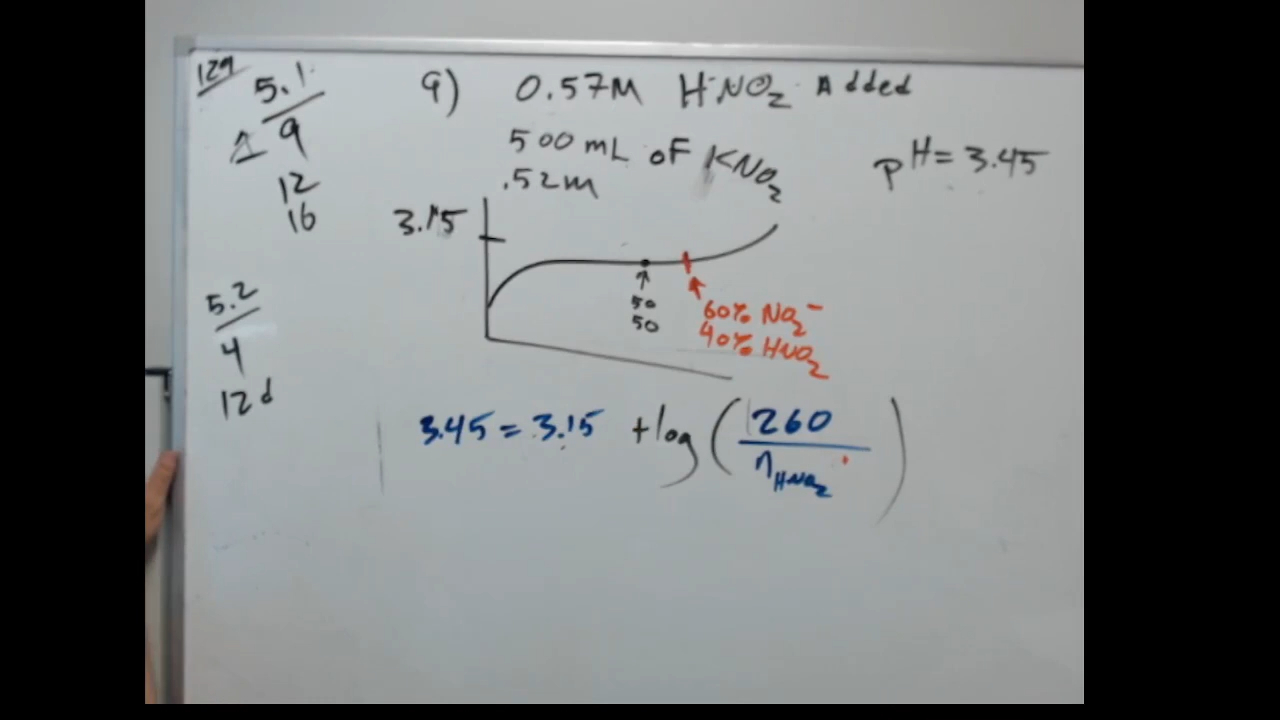 129
5.1
9
12
16
5.2
4
12d
9) 0.57M HNO2 Added
500 mL of KNO2
.52m
pH = 3.45
3.15
50
50
60% NO2-
40% HNO2
3.45 = 3.15 + log (260 / nHNO2)